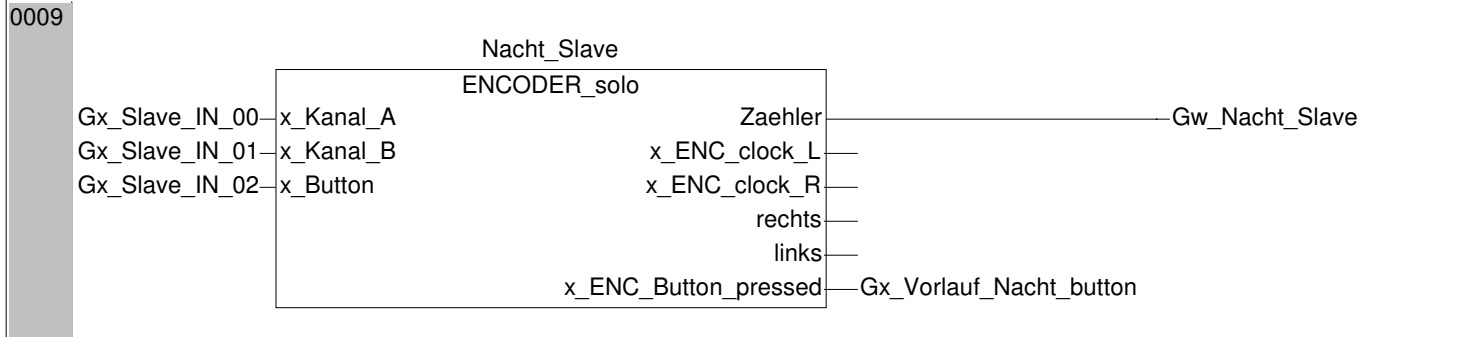 0009
Nacht_Slave
ENCODER_solo
Gx_Slave_IN_00 x_Kanal_A Zaehler Gw_Nacht_Slave
Gx_Slave_IN_01 x_Kanal_B x_ENC_clock_L
Gx_Slave_IN_02 x_Button x_ENC_clock_R
rechts
links
x_ENC_Button_pressed Gx_Vorlauf_Nacht_button